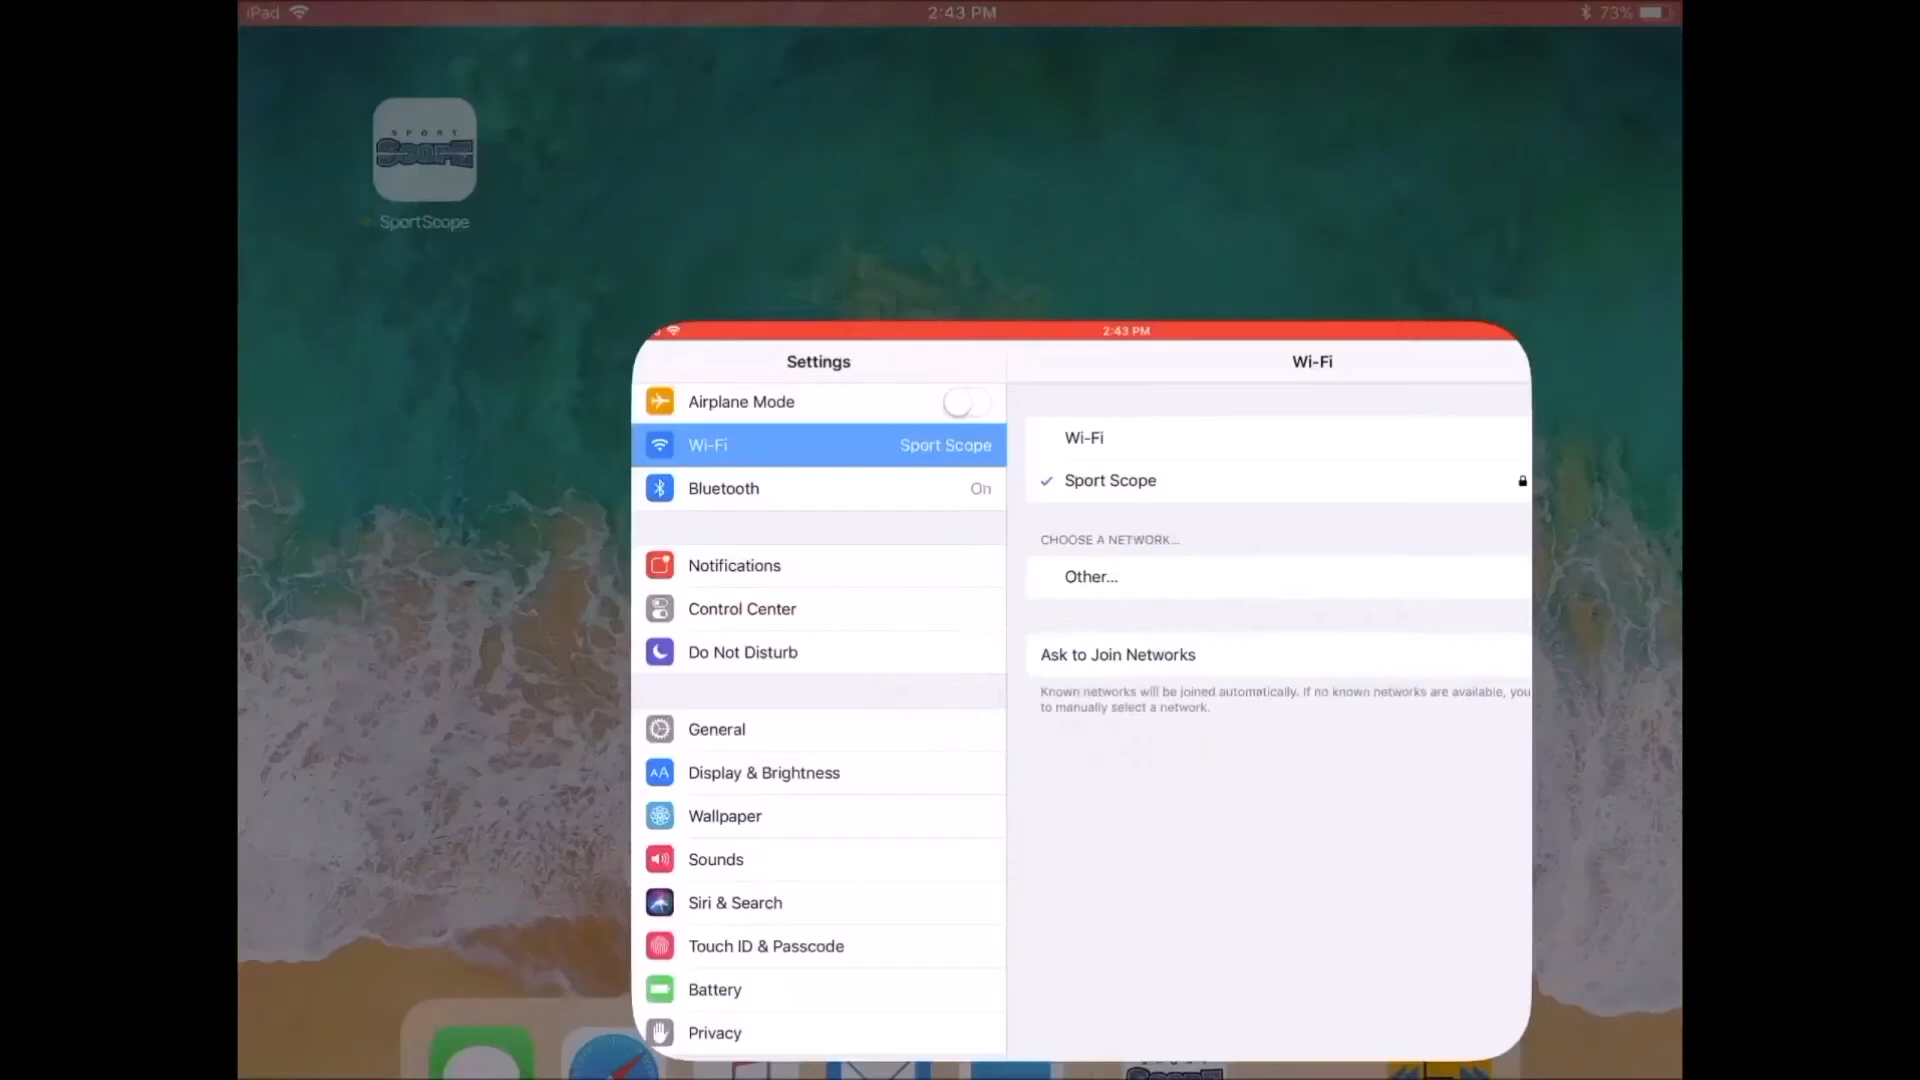 iPad 2:43 PM 73%
SPORT
SCOPE
SportScope
2:43 PM
Settings
Wi-Fi
Airplane Mode
Wi-Fi Sport Scope
Bluetooth On
Notifications
Control Center
Do Not Disturb
General
AA Display & Brightness
Wallpaper
Sounds
Siri & Search
Touch ID & Passcode
Battery
Privacy
Wi-Fi
Sport Scope
CHOOSE A NETWORK...
Other...
Ask to Join Networks
Known networks will be joined automatically. If no known networks are available, you
to manually select a network.